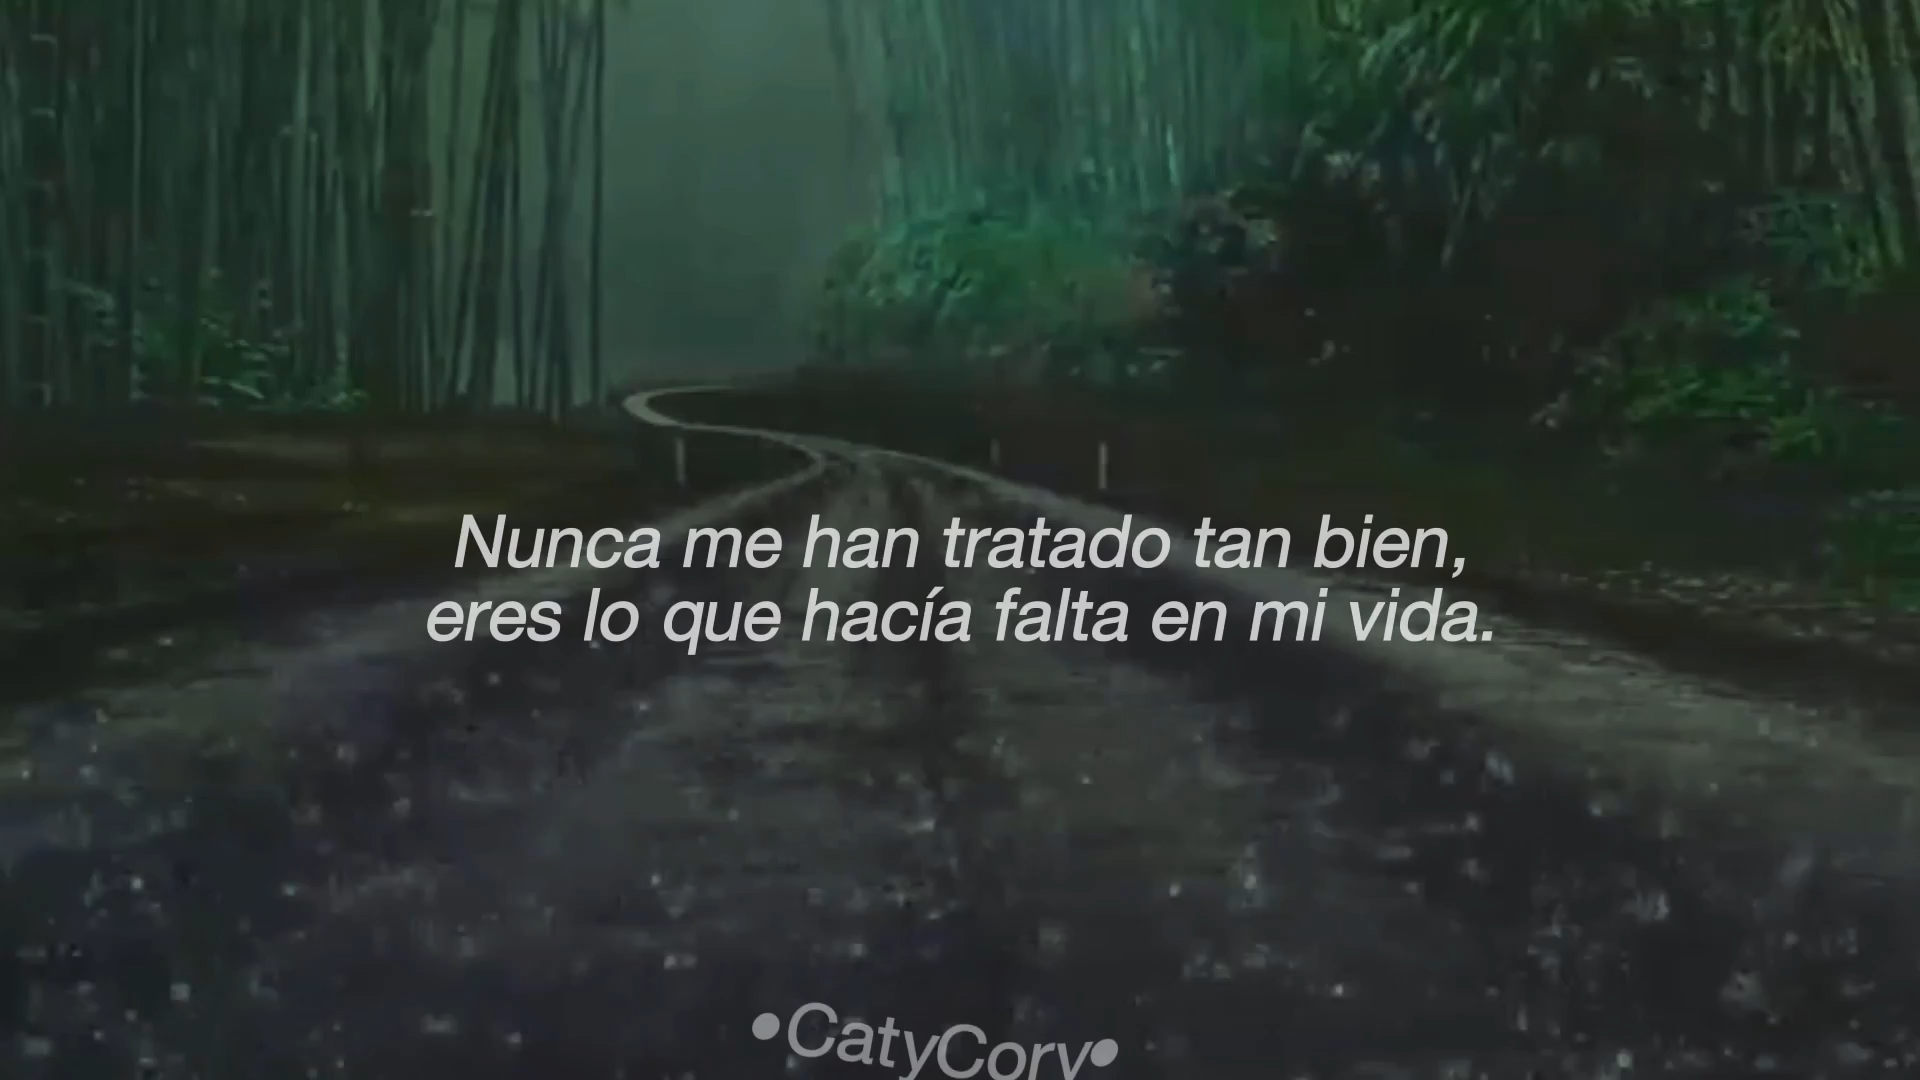 Nunca me han tratado tan bien,
eres lo que hacía falta en mi vida.
•CatyCory•